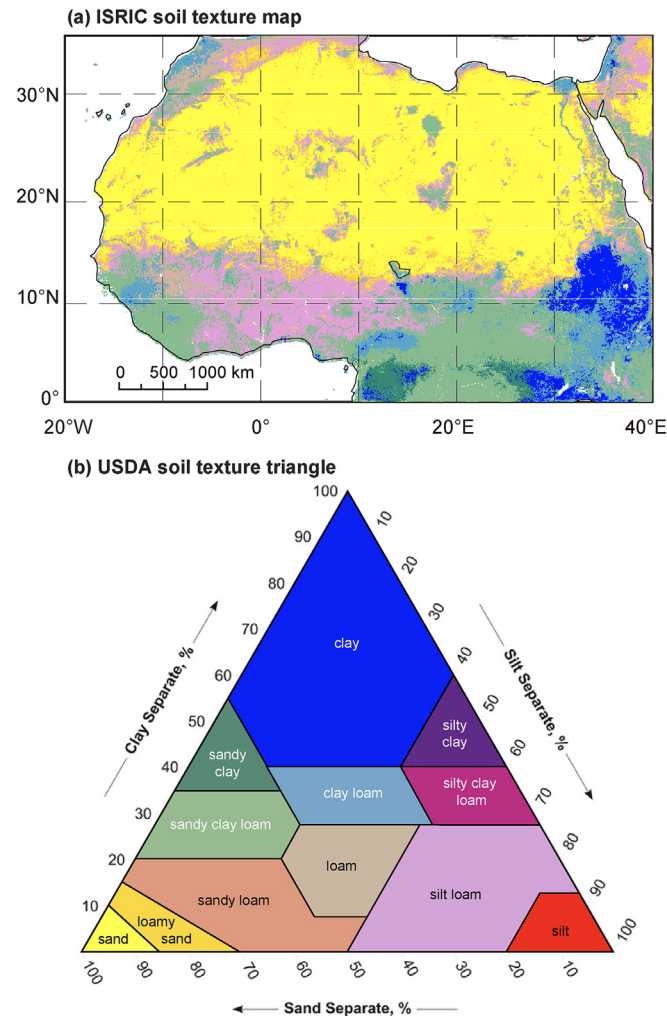 (a) ISRIC soil texture map
30°N
20°N
10°N
0 500 1000 km
0°
20°W 0° 20°E 40°E
(b) USDA soil texture triangle
100
90
80
70
60
50
40
30
20
10
10
20
30
40
50
60
70
80
90
100
Clay Separate, %
Silt Separate, %
clay
silty
clay
sandy
clay
clay loam
silty clay
loam
sandy clay loam
loam
sandy loam
silt loam
loamy
sand
sand
silt
100 90 80 70 60 50 40 30 20 10
Sand Separate, %